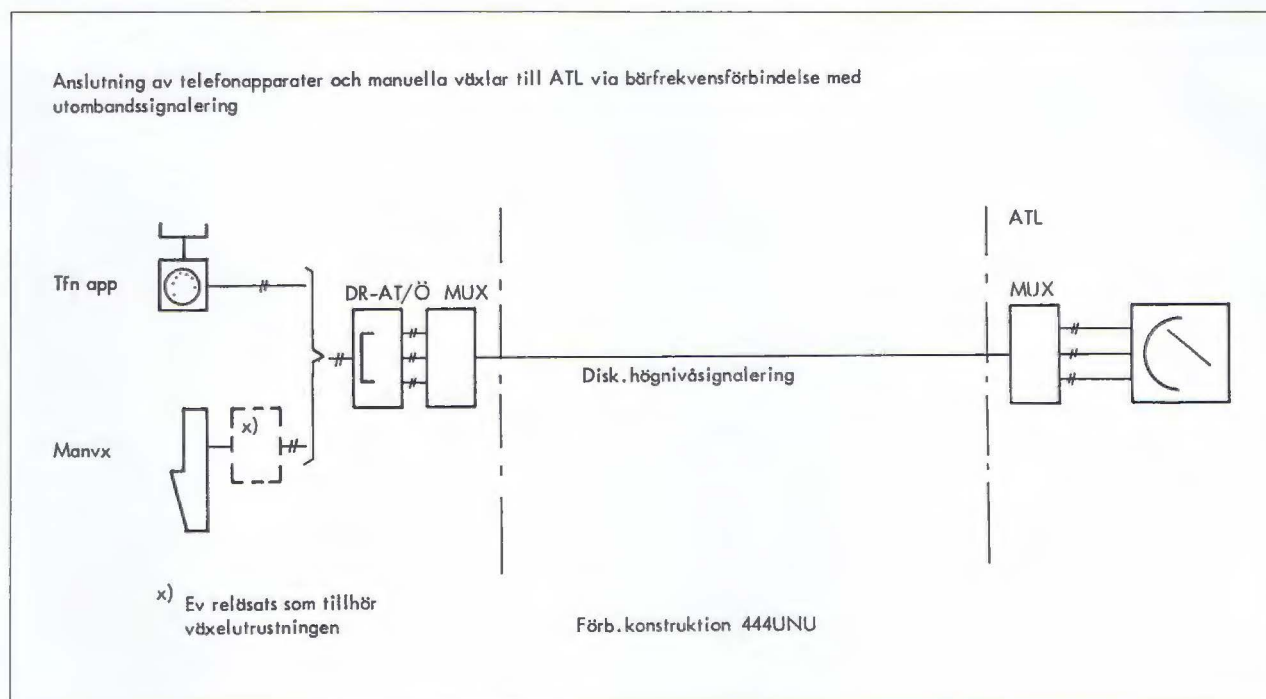 Anslutning av telefonapparater och manuella växlar till ATL via bärfrekvensförbindelse med
utombandssignalering
ATL
Tfn app
DR-AT/Ö MUX
MUX
Disk.högnivåsignalering
Manvx
x)
x) Ev reläsats som tillhör
växelutrustningen
Förb.konstruktion 444UNU